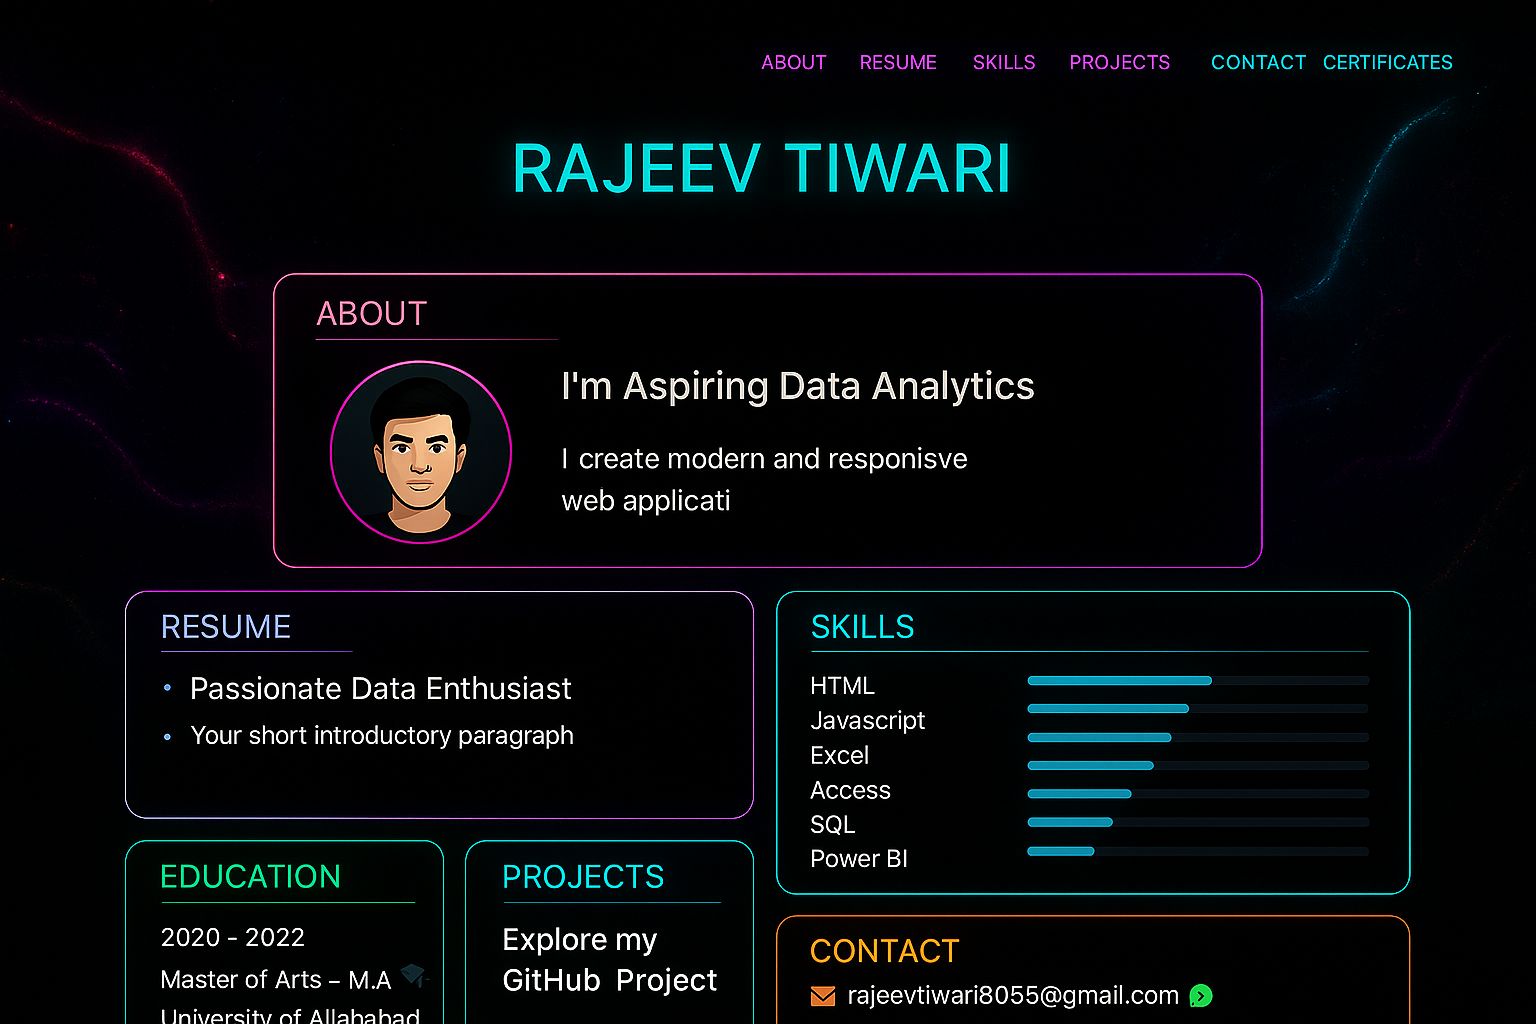 ABOUT RESUME SKILLS PROJECTS CONTACT CERTIFICATES
RAJEEV TIWARI
ABOUT
I'm Aspiring Data Analytics
I create modern and responisve
web applicati
RESUME
Passionate Data Enthusiast
Your short introductory paragraph
SKILLS
HTML
Javascript
Excel
Access
SQL
Power BI
EDUCATION
2020 - 2022
Master of Arts – M.A
University of Allahabad
PROJECTS
Explore my
GitHub Project
CONTACT
rajeevtiwari8055@gmail.com